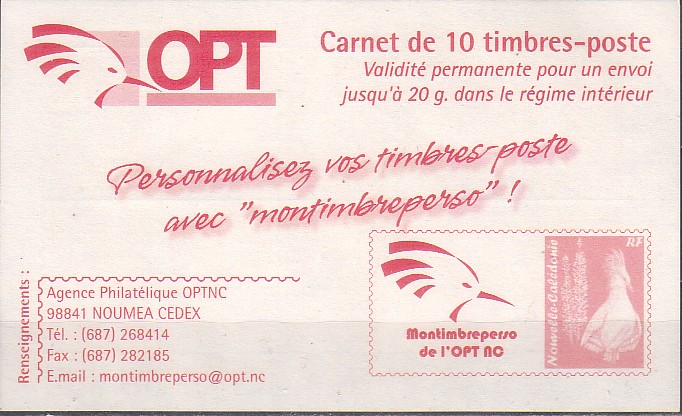 OPT
Carnet de 10 timbres-poste
Validité permanente pour un envoi
jusqu'à 20 g. dans le régime intérieur
Personnalisez vos timbres-poste
avec "montimbreperso" !
Renseignements :
Agence Philatélique OPTNC
98841 NOUMEA CEDEX
Tél. : (687) 268414
Fax : (687) 282185
E.mail : montimbreperso@opt.nc
Montimbreperso
de l'OPT NC
Nouvelle-Calédonie
RF